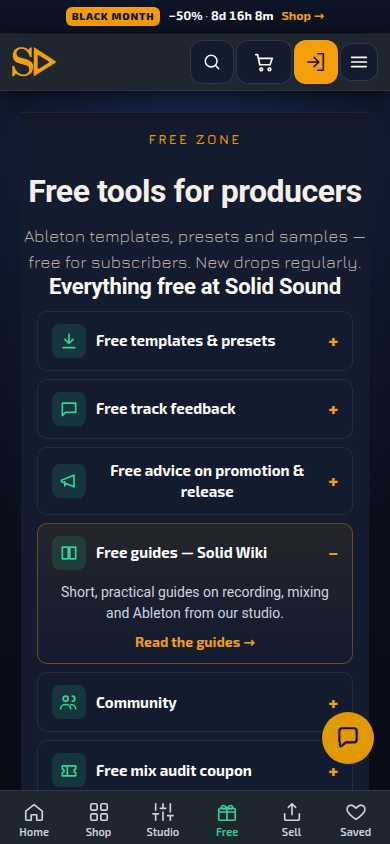 BLACK MONTH −50% · 8d 16h 8m Shop →
FREE ZONE
Free tools for producers
Ableton templates, presets and samples —
free for subscribers. New drops regularly.
Everything free at Solid Sound
Free templates & presets +
Free track feedback +
Free advice on promotion &
release +
Free guides — Solid Wiki −
Short, practical guides on recording, mixing
and Ableton from our studio.
Read the guides →
Community +
Free mix audit coupon +
Home Shop Studio Free Sell Saved